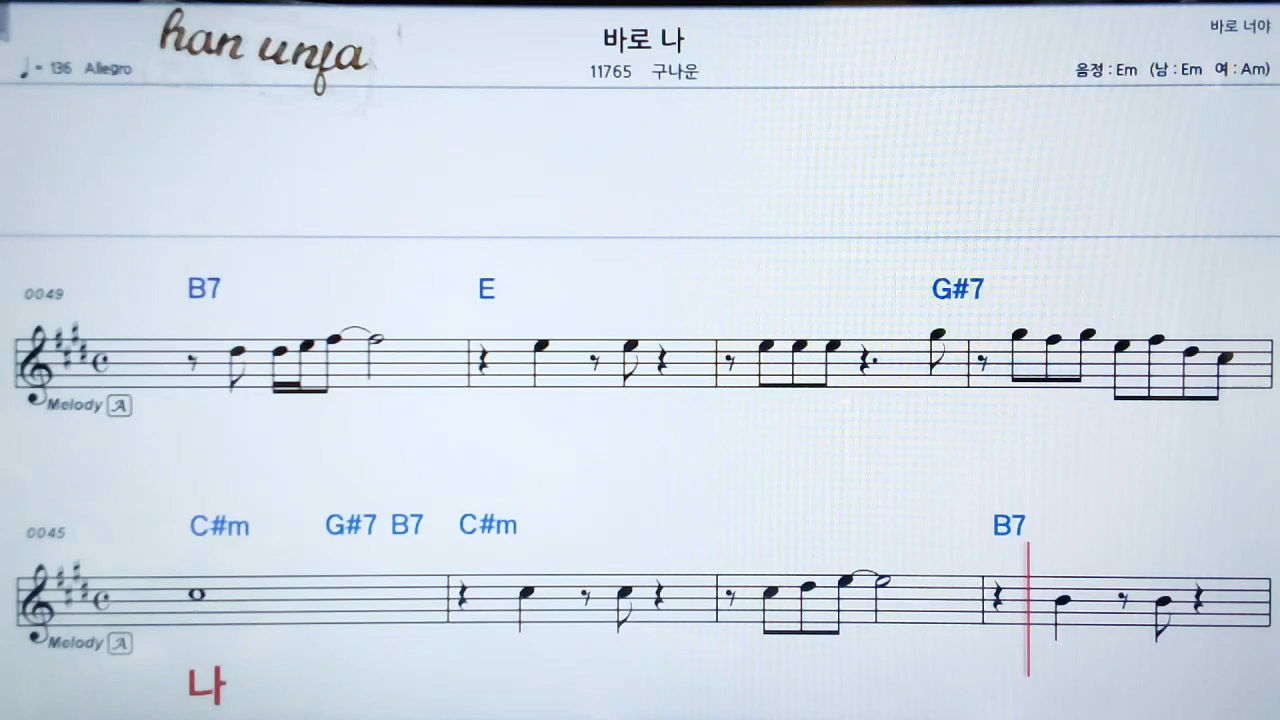 han unfa
바로 나
바로 너야
♩= 136 Allegro
11765 구나운
음정 : Em (남 : Em 여 : Am)
0049
B7 E G#7
Melody A
0045
C#m G#7 B7 C#m B7
Melody A
나